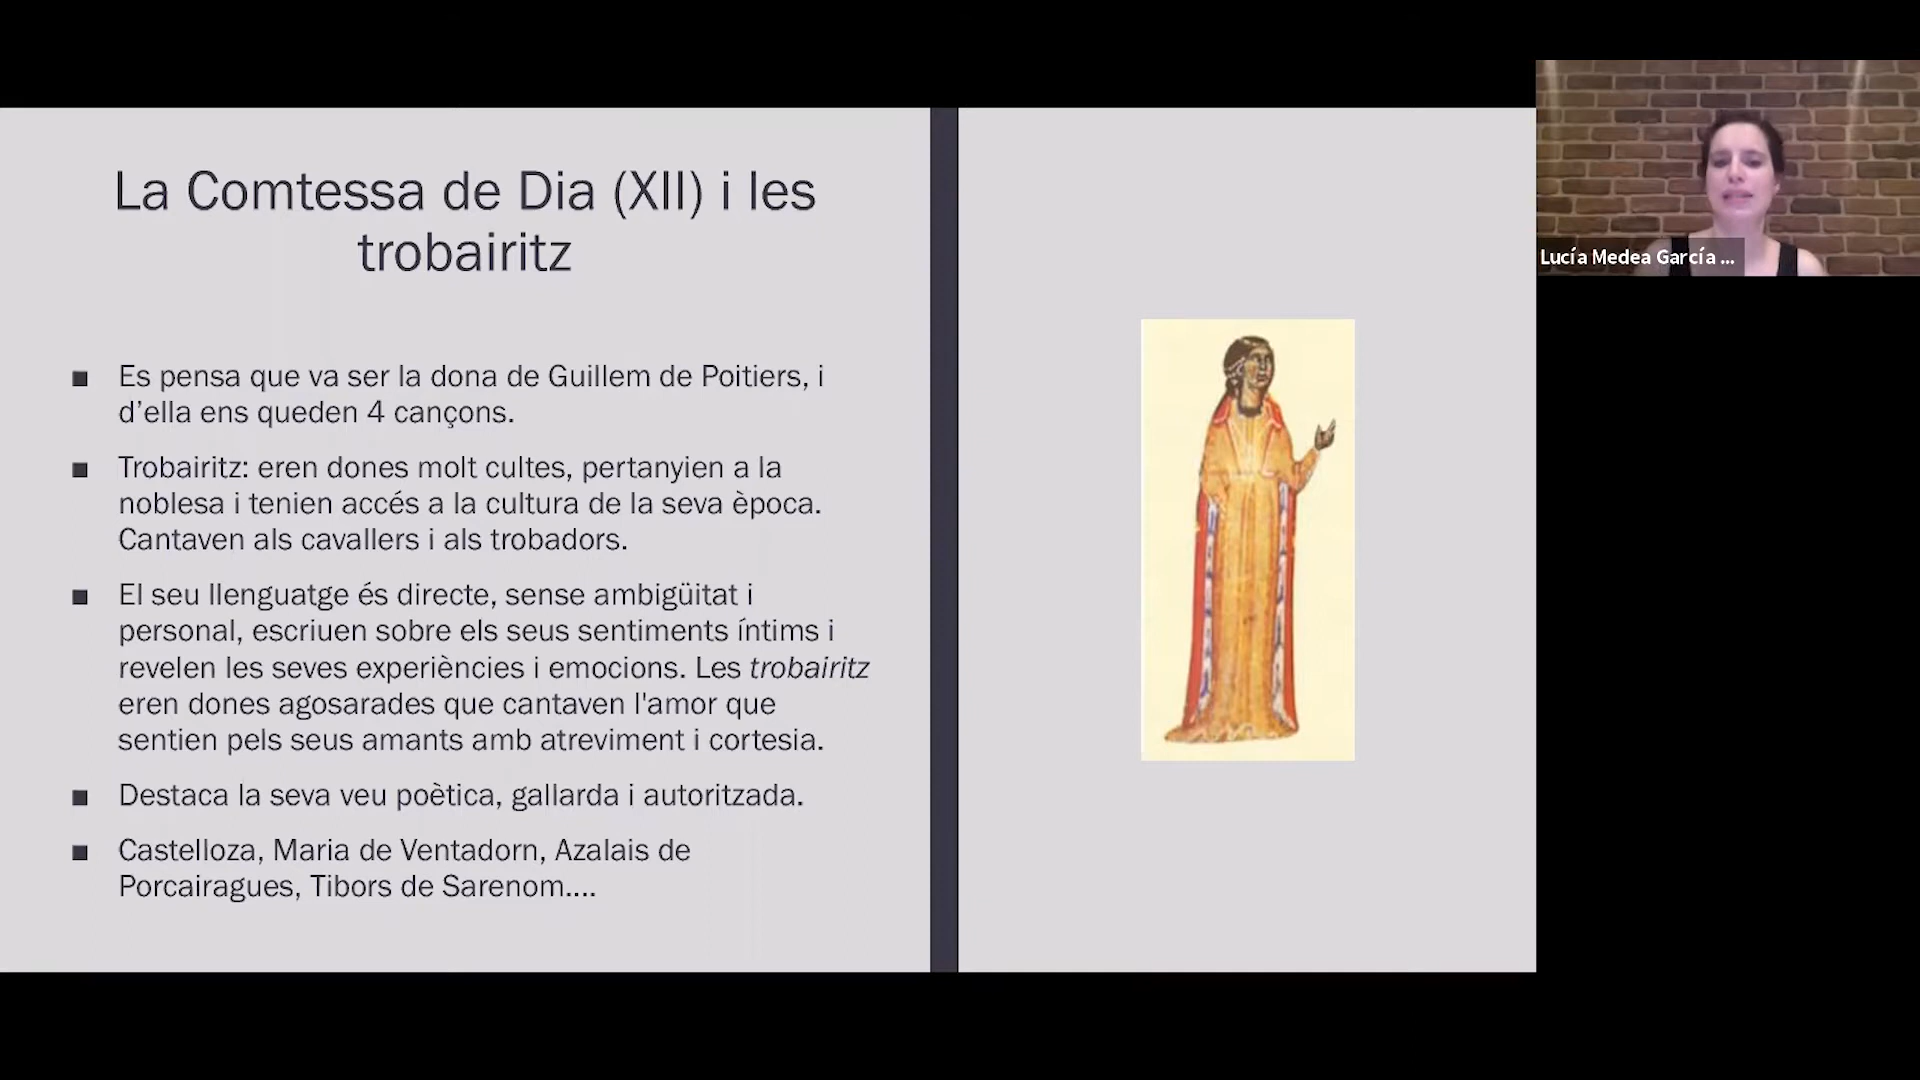 La Comtessa de Dia (XII) i les
trobairitz
■ Es pensa que va ser la dona de Guillem de Poitiers, i
d’ella ens queden 4 cançons.
■ Trobairitz: eren dones molt cultes, pertanyien a la
noblesa i tenien accés a la cultura de la seva època.
Cantaven als cavallers i als trobadors.
■ El seu llenguatge és directe, sense ambigüitat i
personal, escriuen sobre els seus sentiments íntims i
revelen les seves experiències i emocions. Les trobairitz
eren dones agosarades que cantaven l'amor que
sentien pels seus amants amb atreviment i cortesia.
■ Destaca la seva veu poètica, gallarda i autoritzada.
■ Castelloza, Maria de Ventadorn, Azalais de
Porcairagues, Tibors de Sarenom....
Lucía Medea García ...